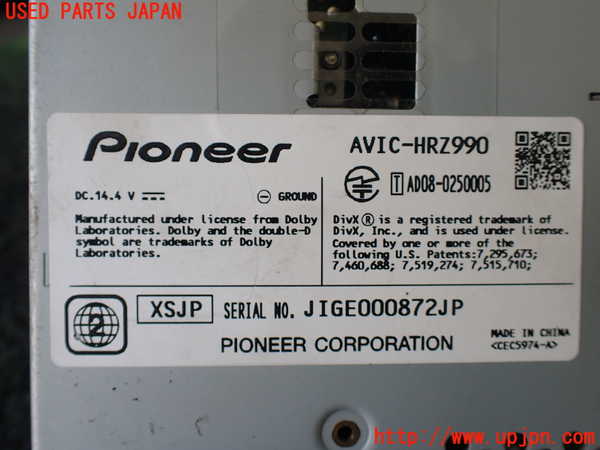 USED PARTS JAPAN
Pioneer
AVIC-HRZ990
T AD08-0250005
DC.14.4 V
GROUND
Manufactured under license from Dolby
Laboratories. Dolby and the double-D
symbol are trademarks of Dolby
Laboratories.
DivX® is a registered trademark of
DivX, Inc., and is used under license.
Covered by one or more of the
following U.S. Patents:7,295,673;
7,460,688; 7,519,274; 7,515,710;
2
XSJP
SERIAL NO. JIGE000872JP
PIONEER CORPORATION
MADE IN CHINA
<CEC5974-A>
http://www.upjpn.com/